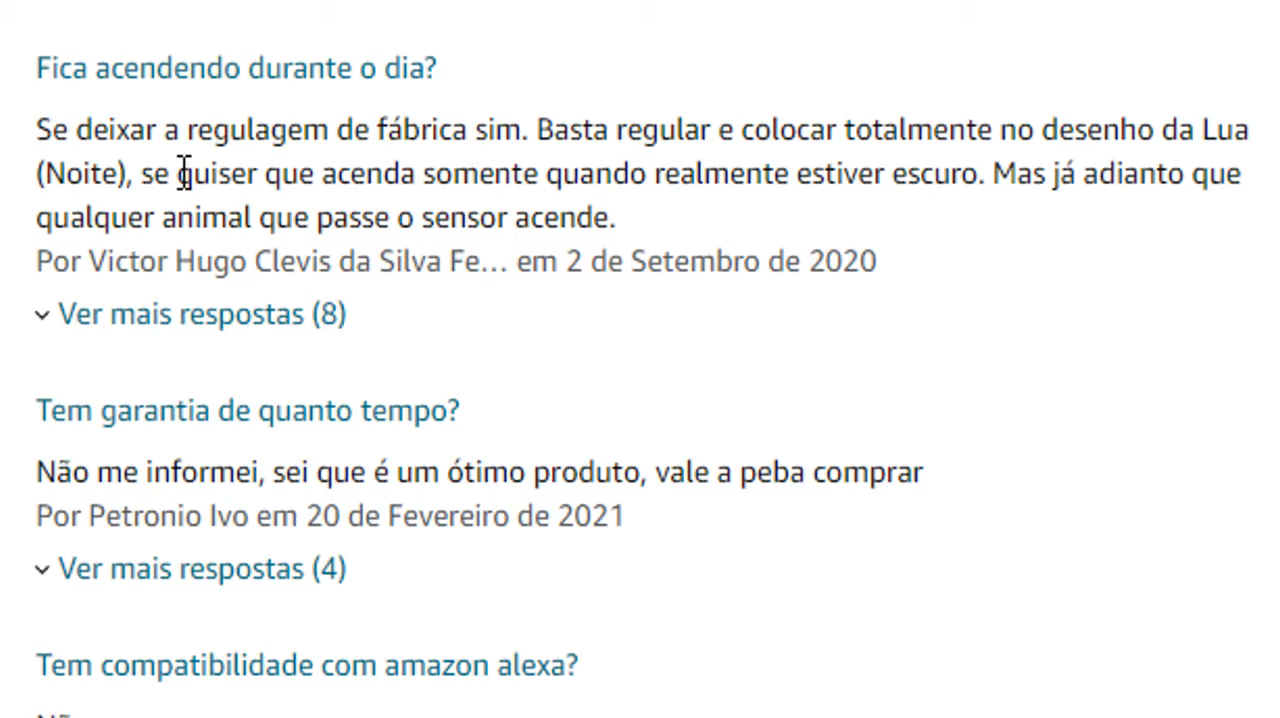 Fica acendendo durante o dia?
Se deixar a regulagem de fábrica sim. Basta regular e colocar totalmente no desenho da Lua
(Noite), se quiser que acenda somente quando realmente estiver escuro. Mas já adianto que
qualquer animal que passe o sensor acende.
Por Victor Hugo Clevis da Silva Fe... em 2 de Setembro de 2020
Ver mais respostas (8)
Tem garantia de quanto tempo?
Não me informei, sei que é um ótimo produto, vale a peba comprar
Por Petronio Ivo em 20 de Fevereiro de 2021
Ver mais respostas (4)
Tem compatibilidade com amazon alexa?